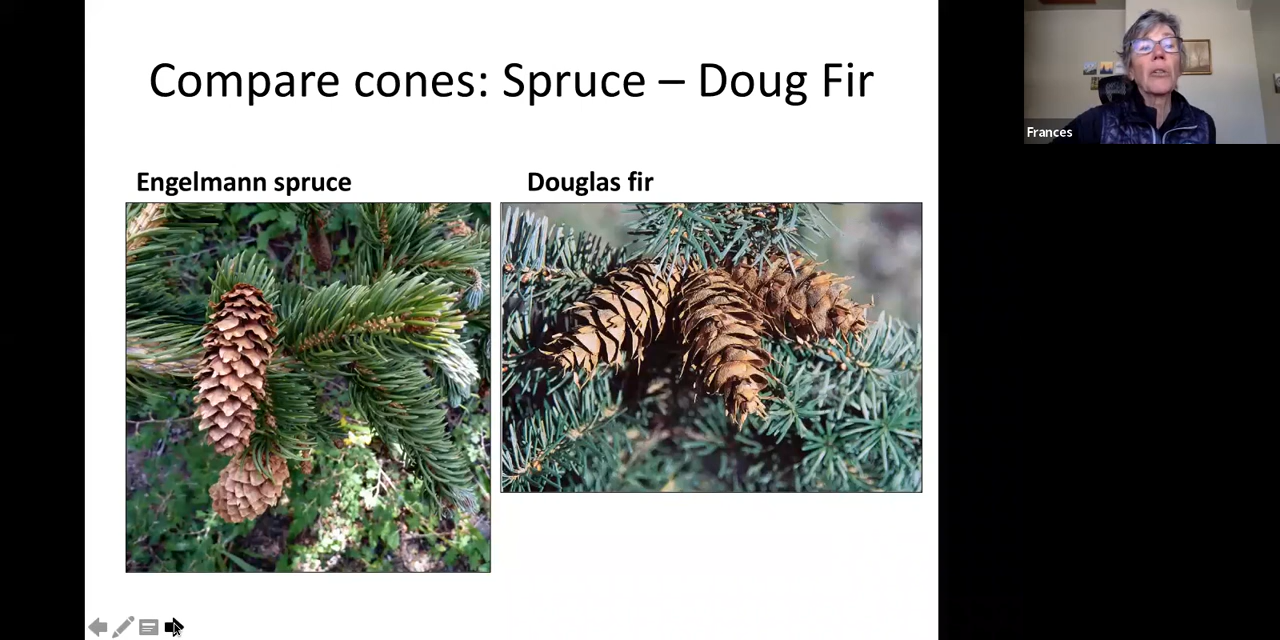 Compare cones: Spruce – Doug Fir
Engelmann spruce
Douglas fir
Frances